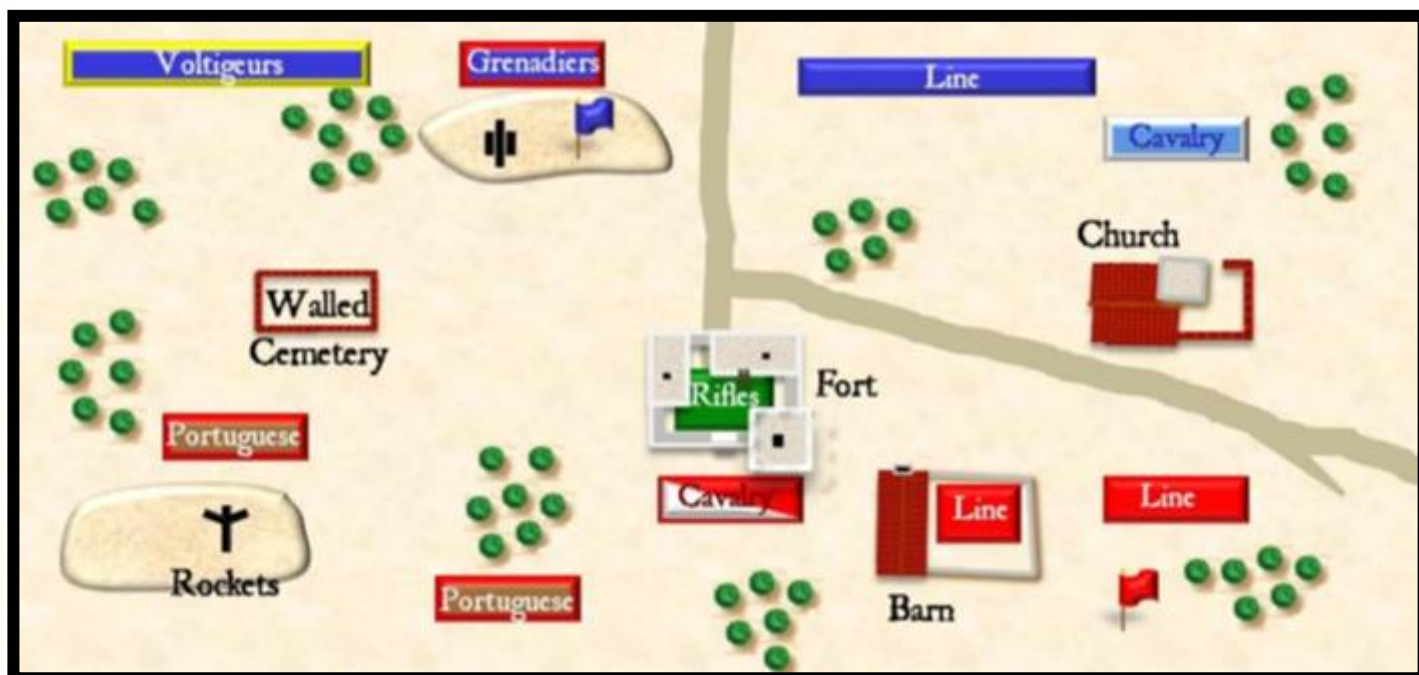 Voltigeurs
Grenadiers
Line
Cavalry
Church
Walled
Cemetery
Rifles
Fort
Portuguese
Cavalry
Line
Line
Rockets
Portuguese
Barn